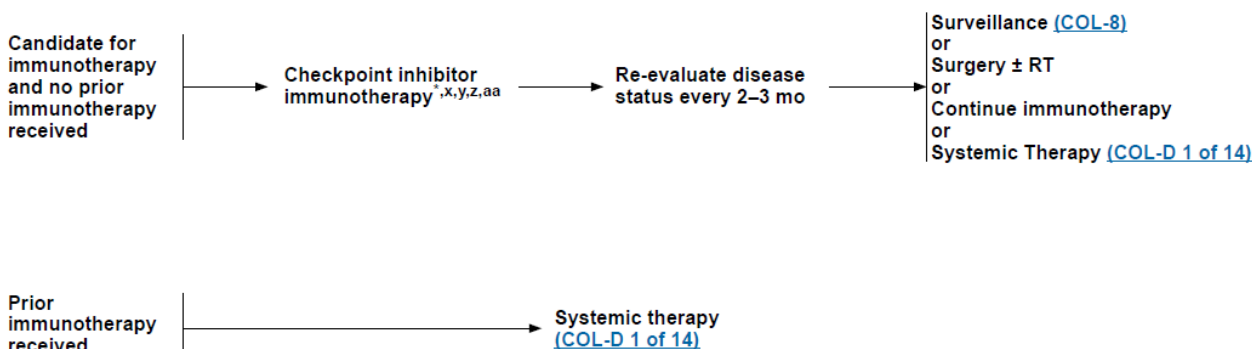 Candidate for
immunotherapy
and no prior
immunotherapy
received
Checkpoint inhibitor
immunotherapy*,x,y,z,aa
Re-evaluate disease
status every 2–3 mo
Surveillance (COL-8)
or
Surgery ± RT
or
Continue immunotherapy
or
Systemic Therapy (COL-D 1 of 14)
Prior
immunotherapy
received
Systemic therapy
(COL-D 1 of 14)